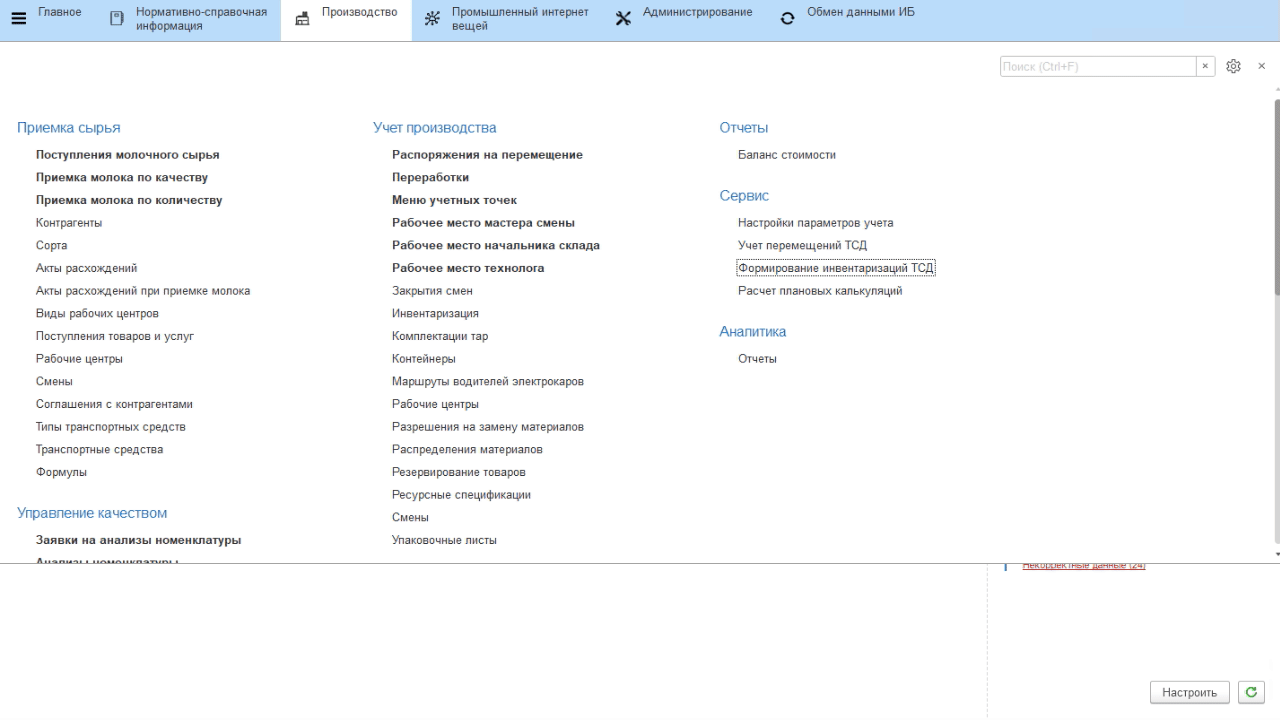 Главное
Нормативно-справочная
информация
Производство
Промышленный интернет
вещей
Администрирование
Обмен данными ИБ
Поиск (Ctrl+F)
Приемка сырья
Поступления молочного сырья
Приемка молока по качеству
Приемка молока по количеству
Контрагенты
Сорта
Акты расхождений
Акты расхождений при приемке молока
Виды рабочих центров
Поступления товаров и услуг
Рабочие центры
Смены
Соглашения с контрагентами
Типы транспортных средств
Транспортные средства
Формулы
Управление качеством
Заявки на анализы номенклатуры
Анализы номенклатуры
Учет производства
Распоряжения на перемещение
Переработки
Меню учетных точек
Рабочее место мастера смены
Рабочее место начальника склада
Рабочее место технолога
Закрытия смен
Инвентаризация
Комплектации тар
Контейнеры
Маршруты водителей электрокаров
Рабочие центры
Разрешения на замену материалов
Распределения материалов
Резервирование товаров
Ресурсные спецификации
Смены
Упаковочные листы
Отчеты
Баланс стоимости
Сервис
Настройки параметров учета
Учет перемещений ТСД
Формирование инвентаризаций ТСД
Расчет плановых калькуляций
Аналитика
Отчеты
Некорректные данные (24)
Настроить